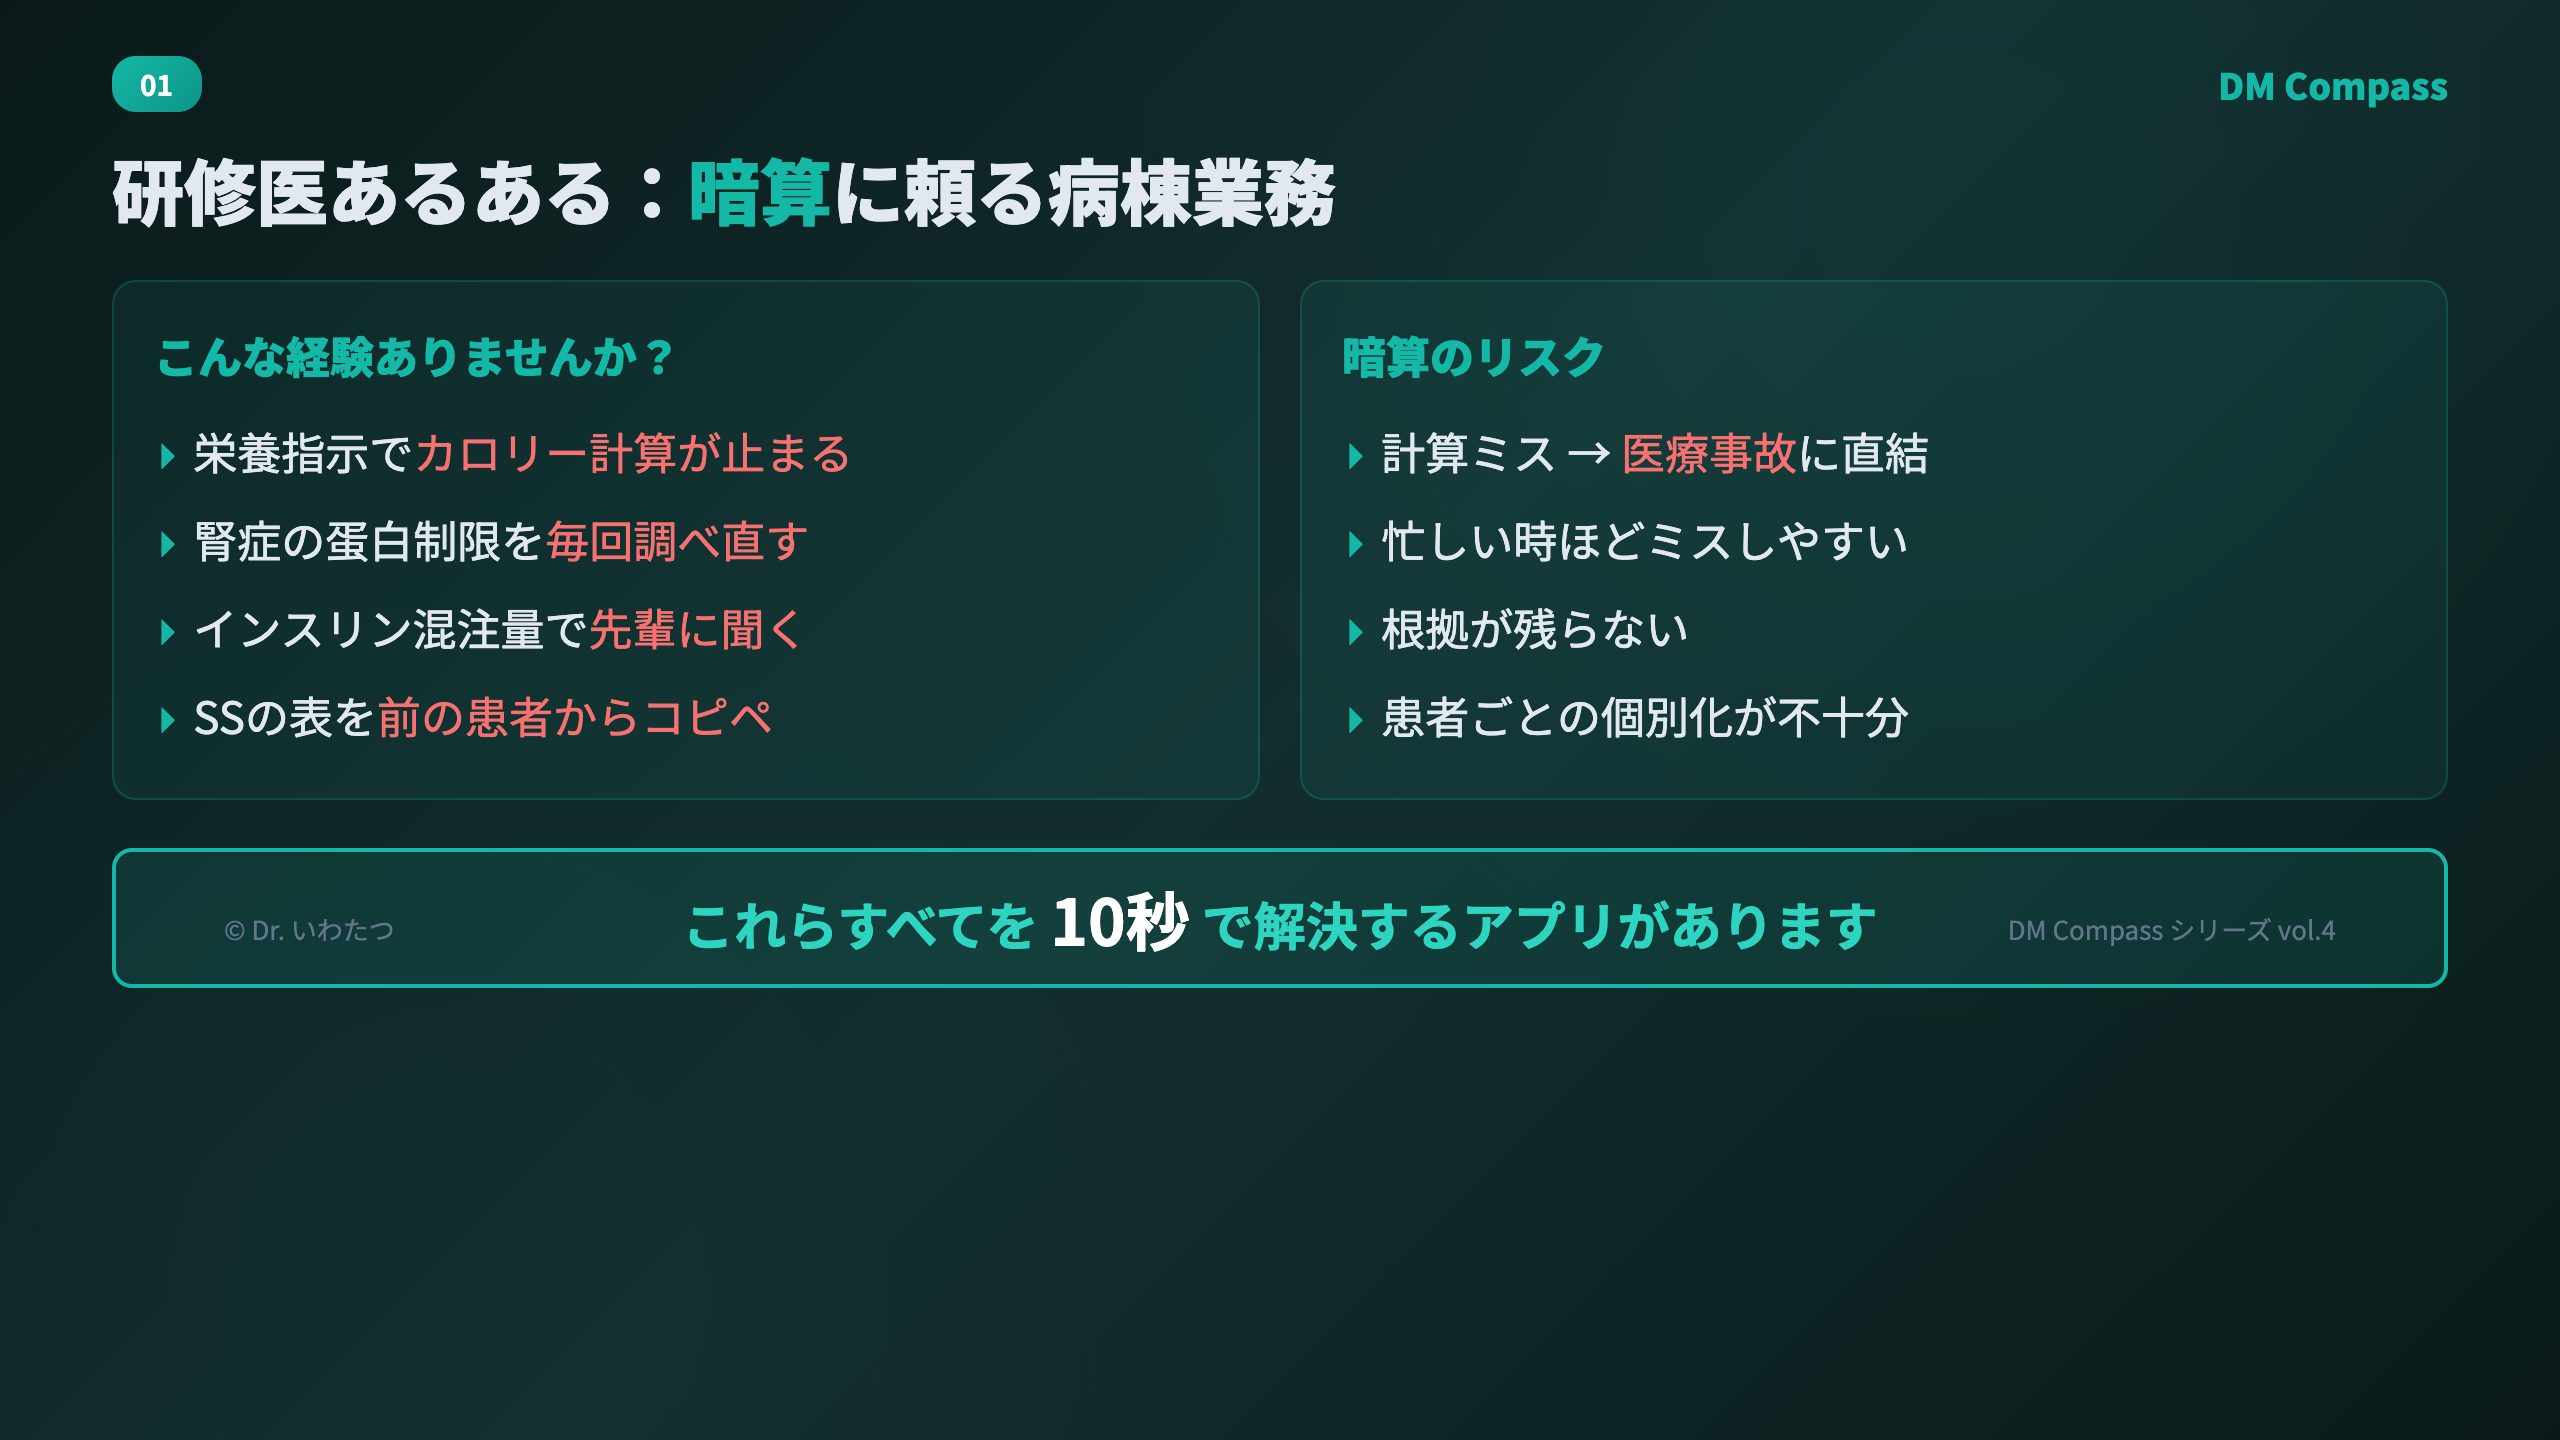 01
DM Compass
研修医あるある：暗算に頼る病棟業務
こんな経験ありませんか？
栄養指示でカロリー計算が止まる
腎症の蛋白制限を毎回調べ直す
インスリン混注量で先輩に聞く
SSの表を前の患者からコピペ
暗算のリスク
計算ミス → 医療事故に直結
忙しい時ほどミスしやすい
根拠が残らない
患者ごとの個別化が不十分
これらすべてを 10秒 で解決するアプリがあります
© Dr. いわたつ
DM Compass シリーズ vol.4